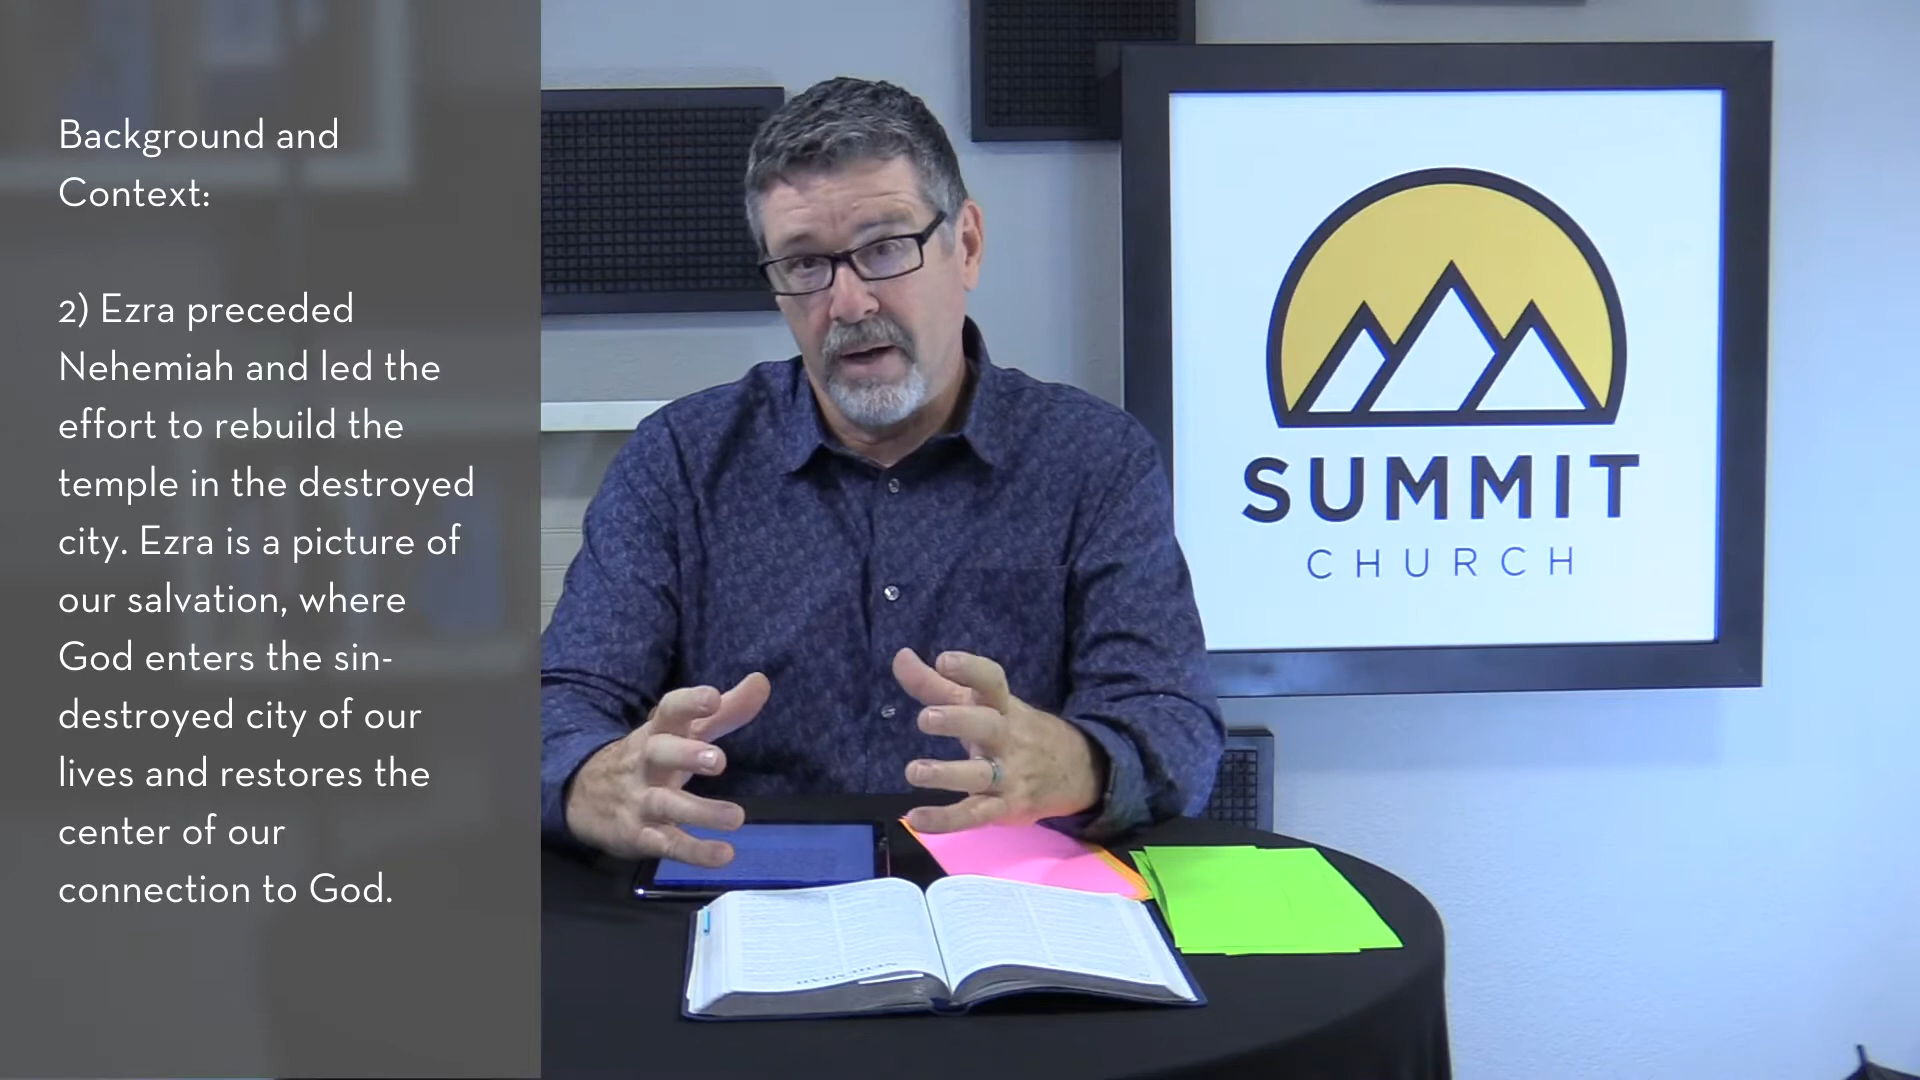 Background and
Context:
2) Ezra preceded
Nehemiah and led the
effort to rebuild the
temple in the destroyed
city. Ezra is a picture of
our salvation, where
God enters the sin-
destroyed city of our
lives and restores the
center of our
connection to God.
SUMMIT
CHURCH
NEHEMIAH